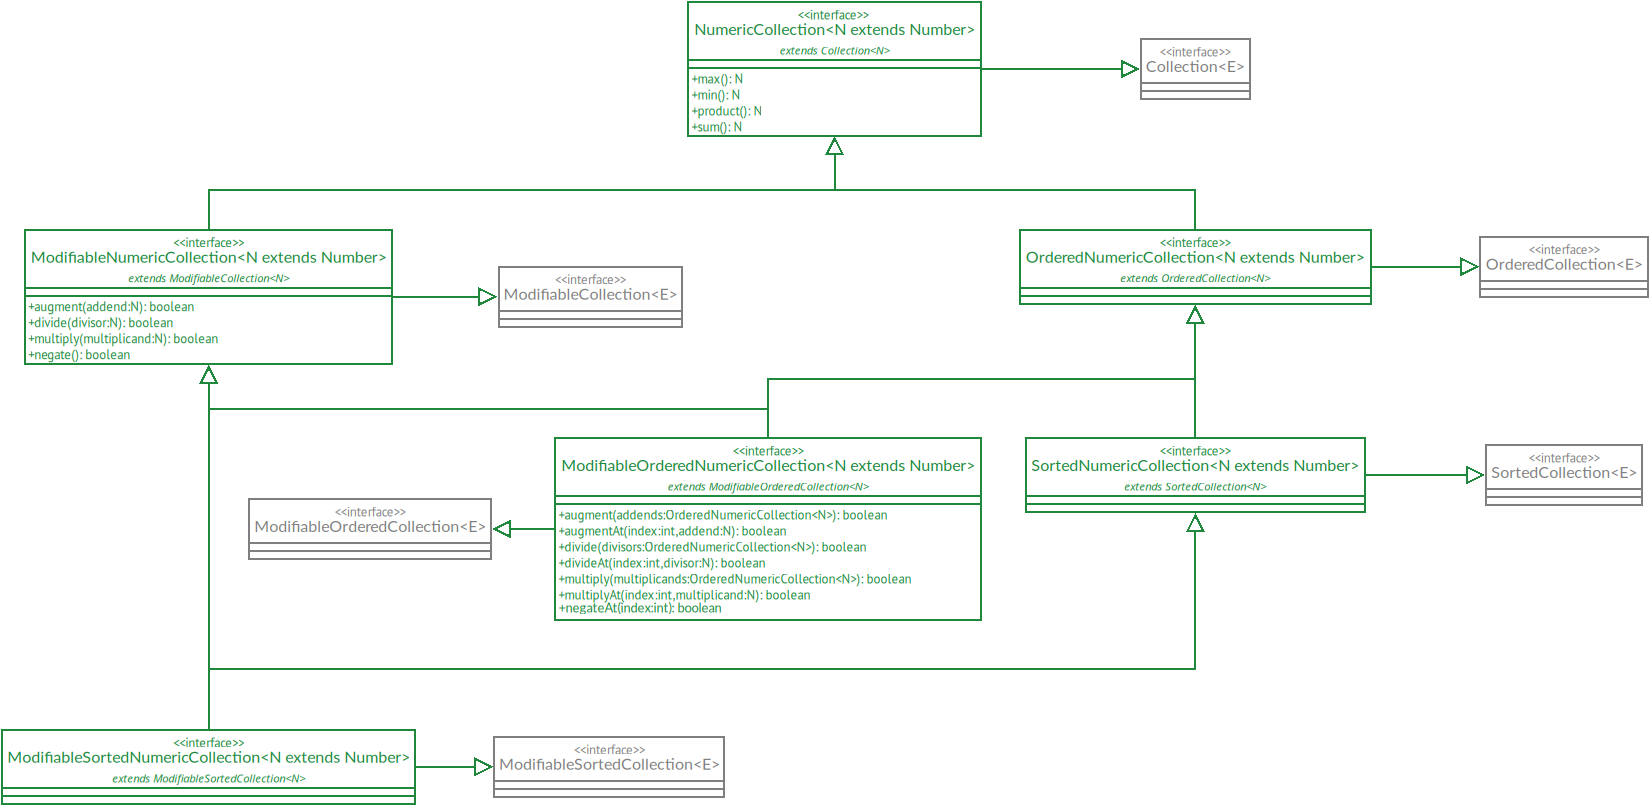 <<interface>>
NumericCollection<N extends Number>
extends Collection<N>
+max(): N
+min(): N
+product(): N
+sum(): N
<<interface>>
Collection<E>
<<interface>>
ModifiableNumericCollection<N extends Number>
extends ModifiableCollection<N>
+augment(addend:N): boolean
+divide(divisor:N): boolean
+multiply(multiplicand:N): boolean
+negate(): boolean
<<interface>>
ModifiableCollection<E>
<<interface>>
OrderedNumericCollection<N extends Number>
extends OrderedCollection<N>
<<interface>>
OrderedCollection<E>
<<interface>>
ModifiableOrderedCollection<E>
<<interface>>
ModifiableOrderedNumericCollection<N extends Number>
extends ModifiableOrderedCollection<N>
+augment(addends:OrderedNumericCollection<N>): boolean
+augmentAt(index:int,addend:N): boolean
+divide(divisors:OrderedNumericCollection<N>): boolean
+divideAt(index:int,divisor:N): boolean
+multiply(multiplicands:OrderedNumericCollection<N>): boolean
+multiplyAt(index:int,multiplicand:N): boolean
+negateAt(index:int): boolean
<<interface>>
SortedNumericCollection<N extends Number>
extends SortedCollection<N>
<<interface>>
SortedCollection<E>
<<interface>>
ModifiableSortedNumericCollection<N extends Number>
extends ModifiableSortedCollection<N>
<<interface>>
ModifiableSortedCollection<E>